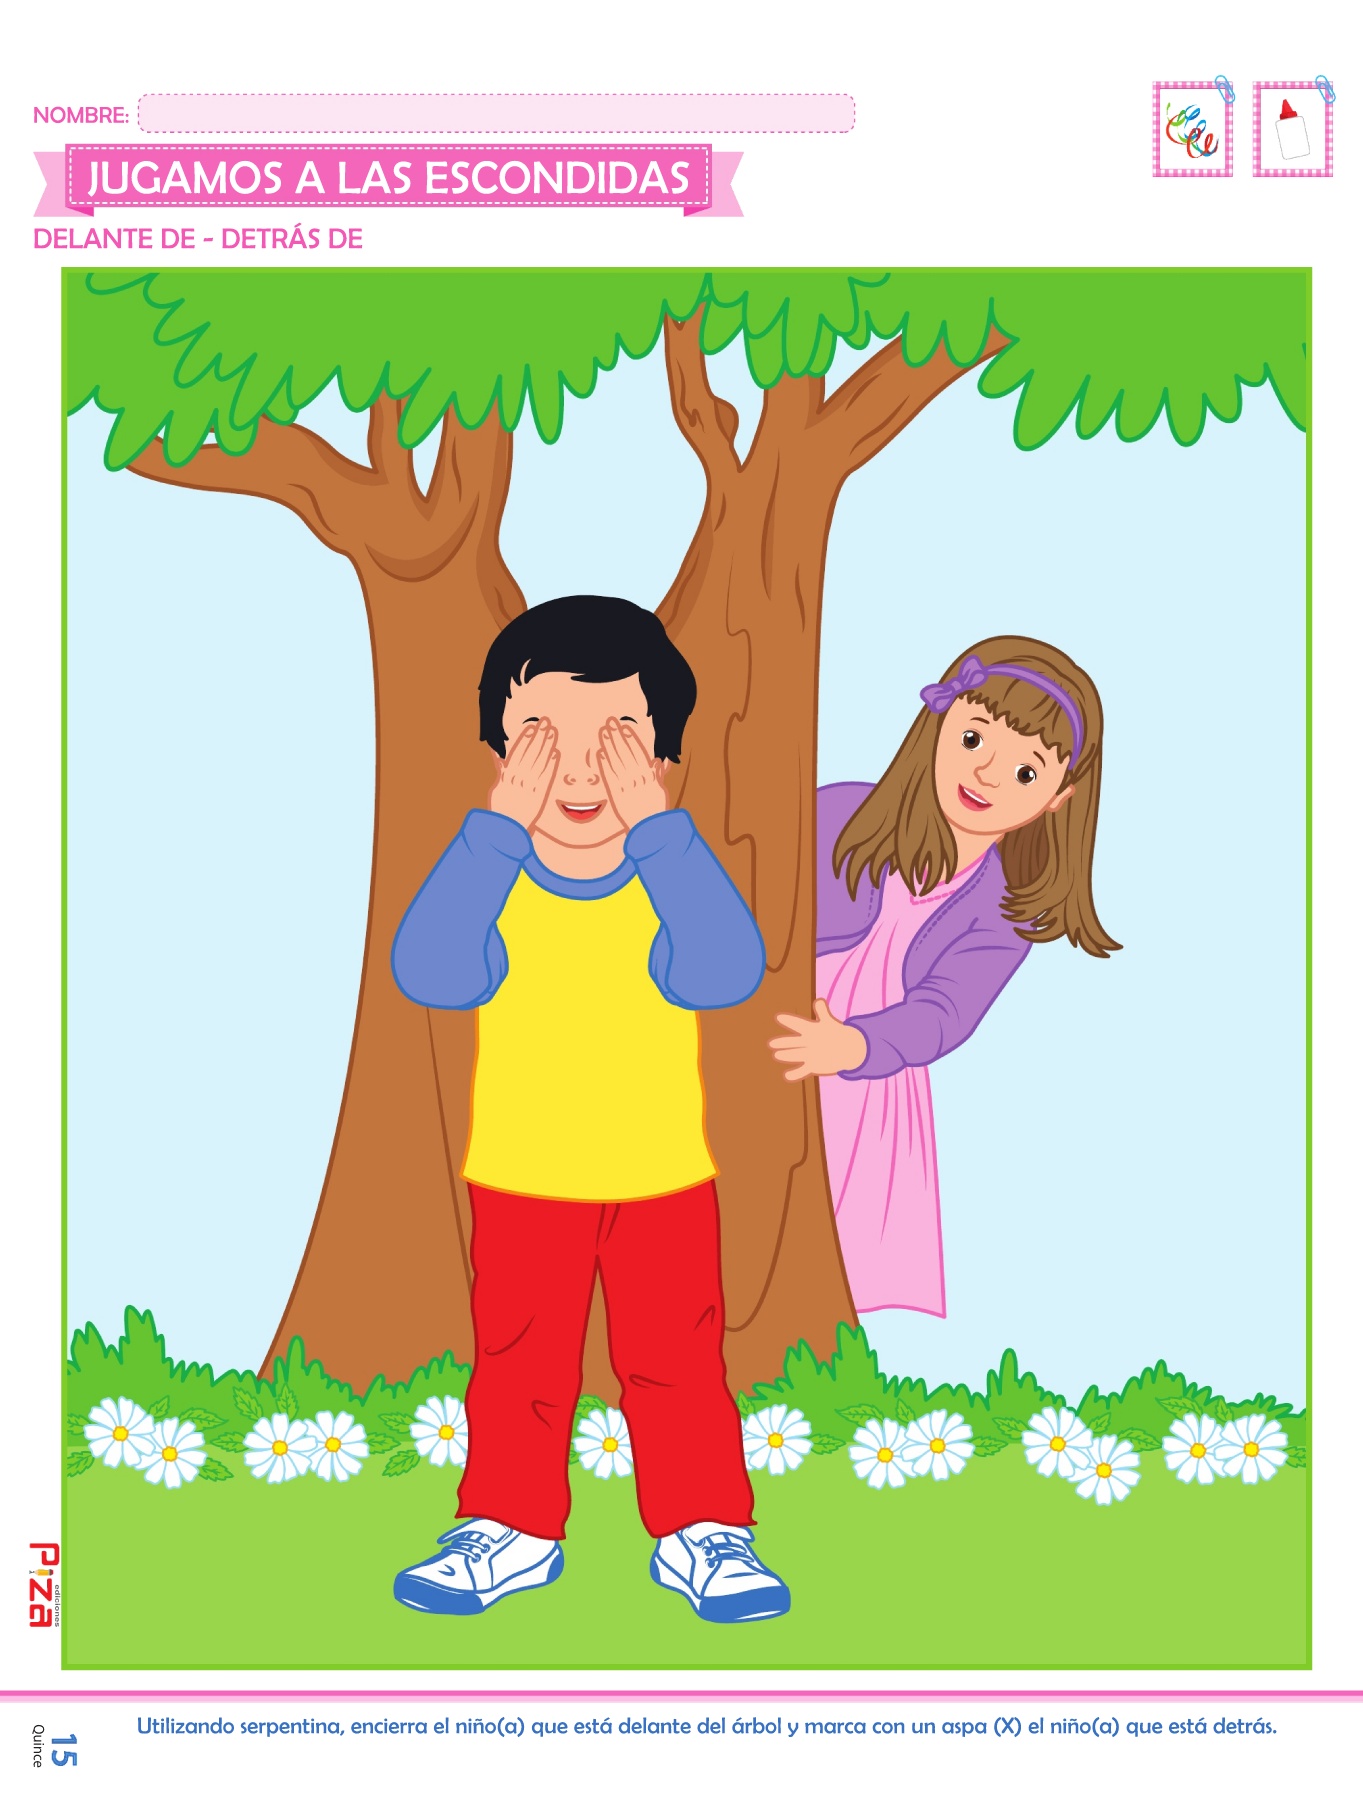 NOMBRE:
JUGAMOS A LAS ESCONDIDAS
DELANTE DE - DETRÁS DE
Piza
ediciones
Utilizando serpentina, encierra el niño(a) que está delante del árbol y marca con un aspa (X) el niño(a) que está detrás.
15
Quince